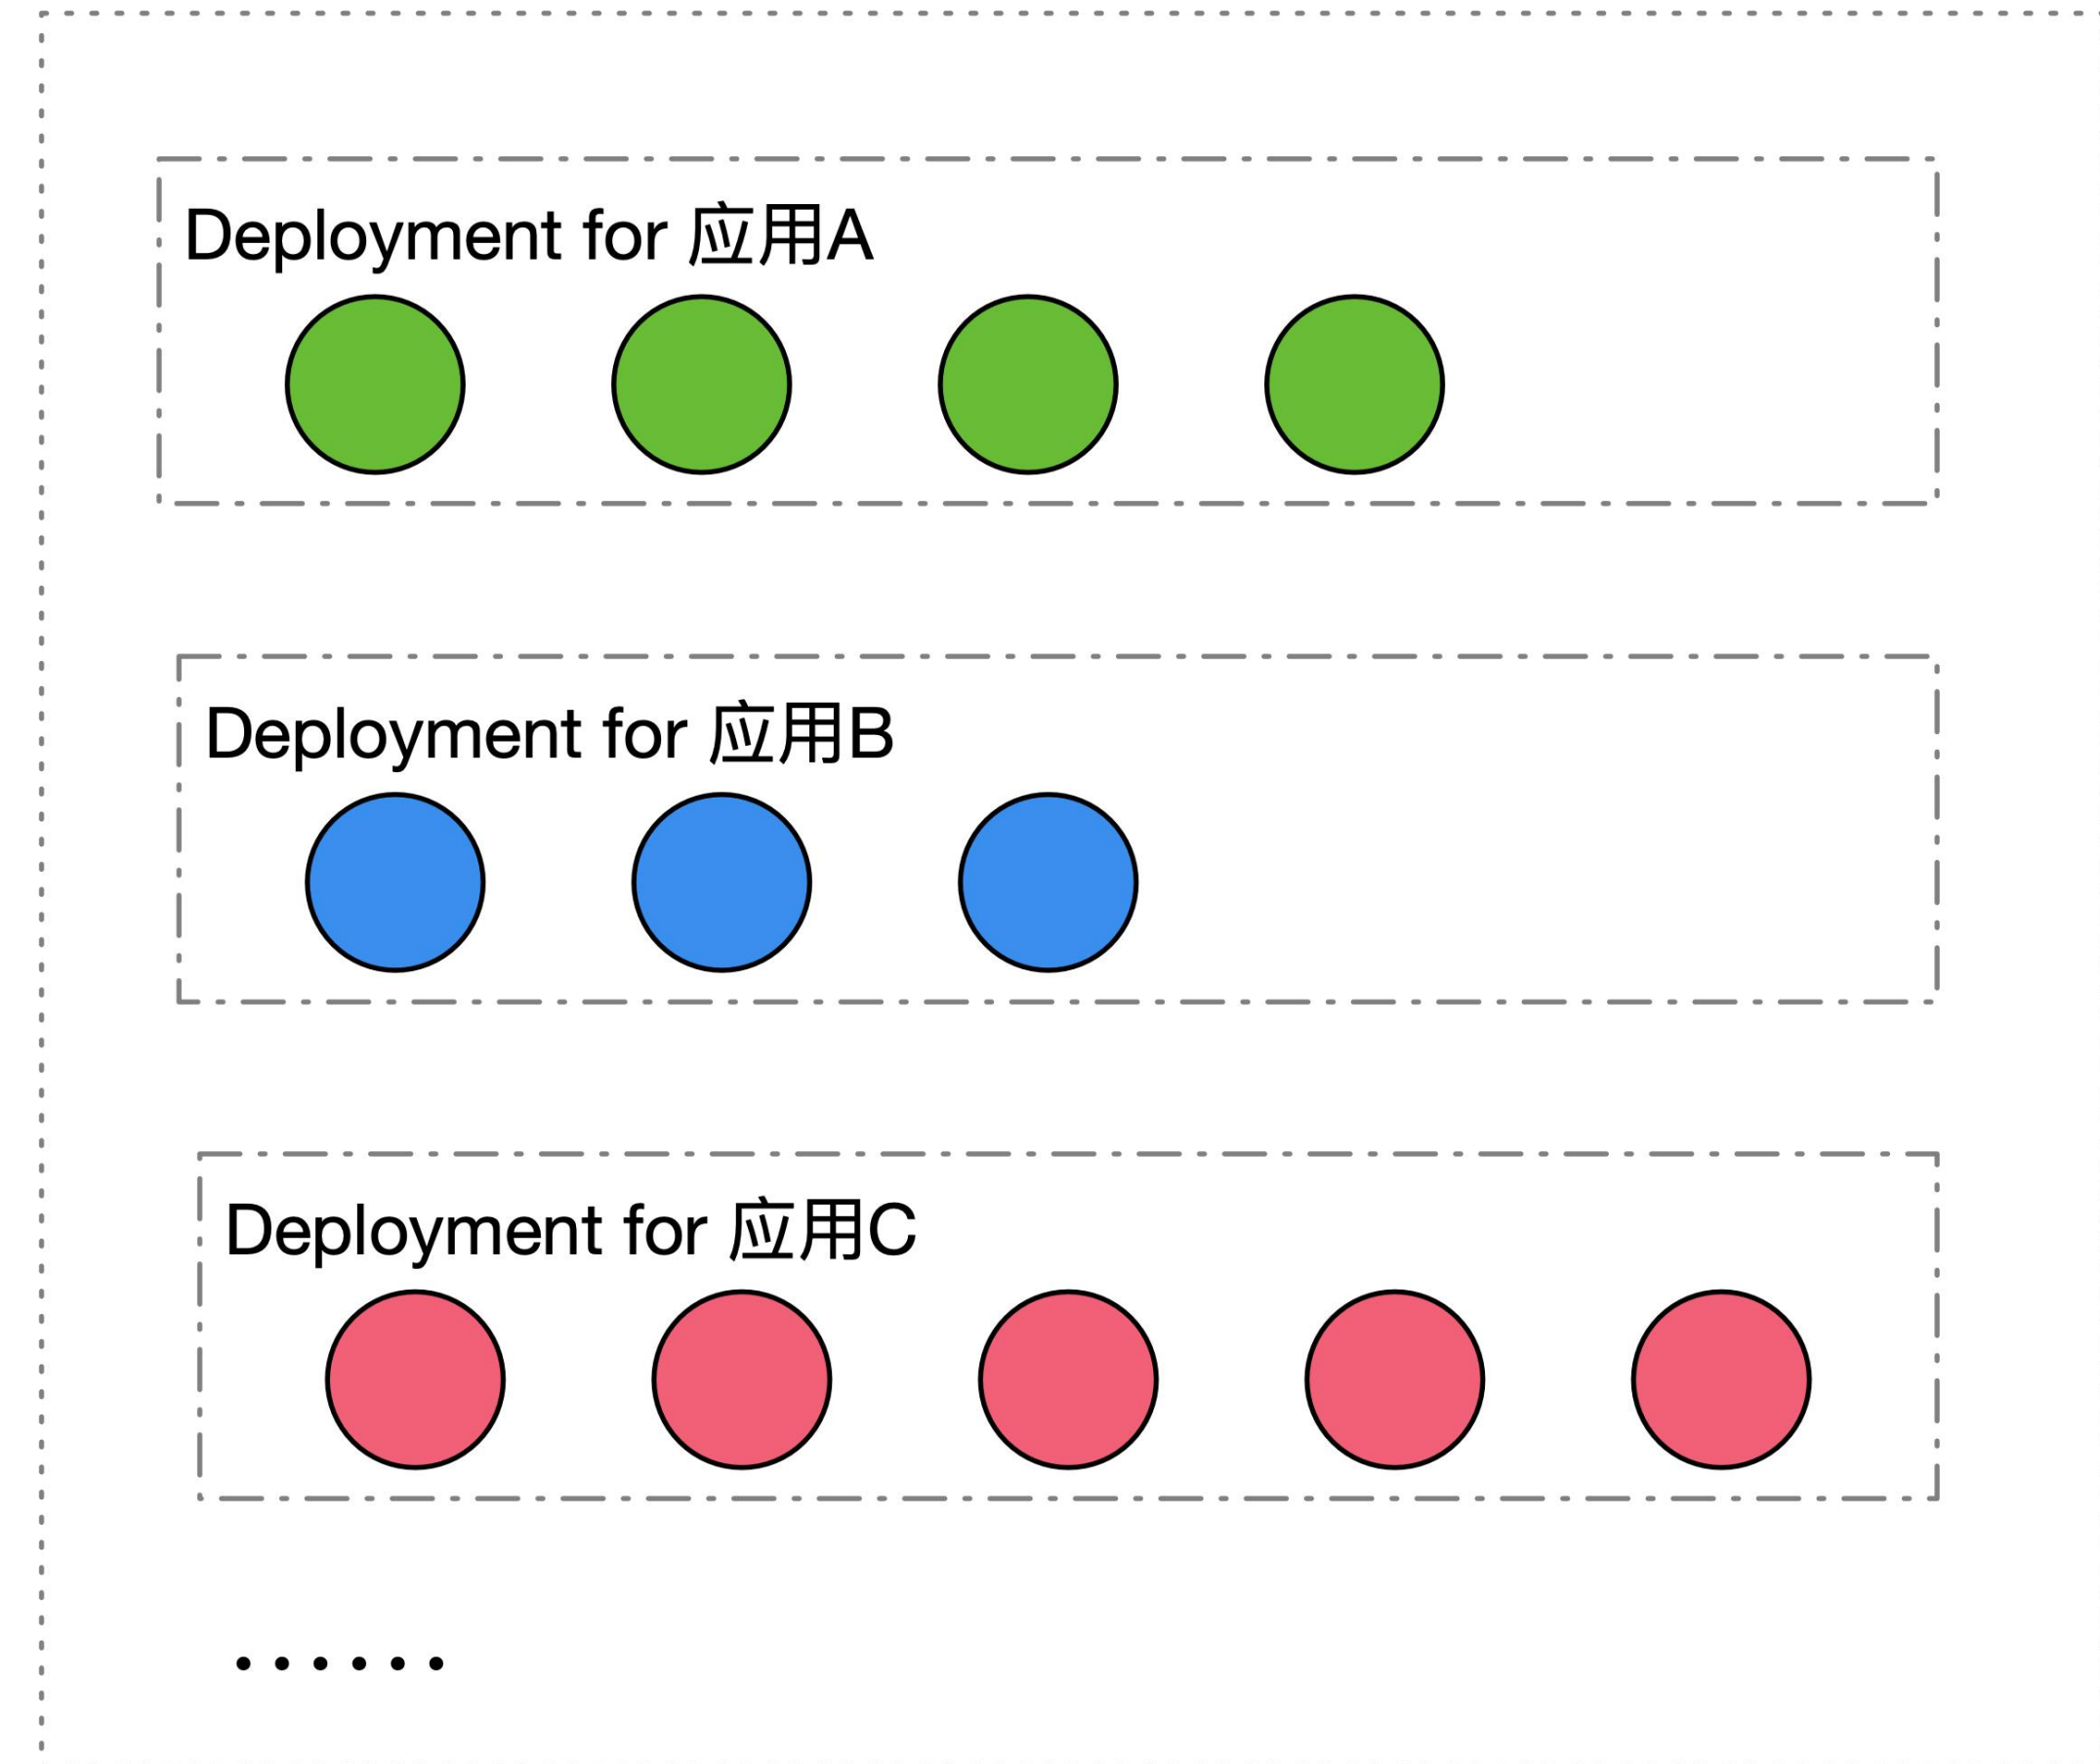 Deployment for 应用A
Deployment for 应用B
Deployment for 应用C
······